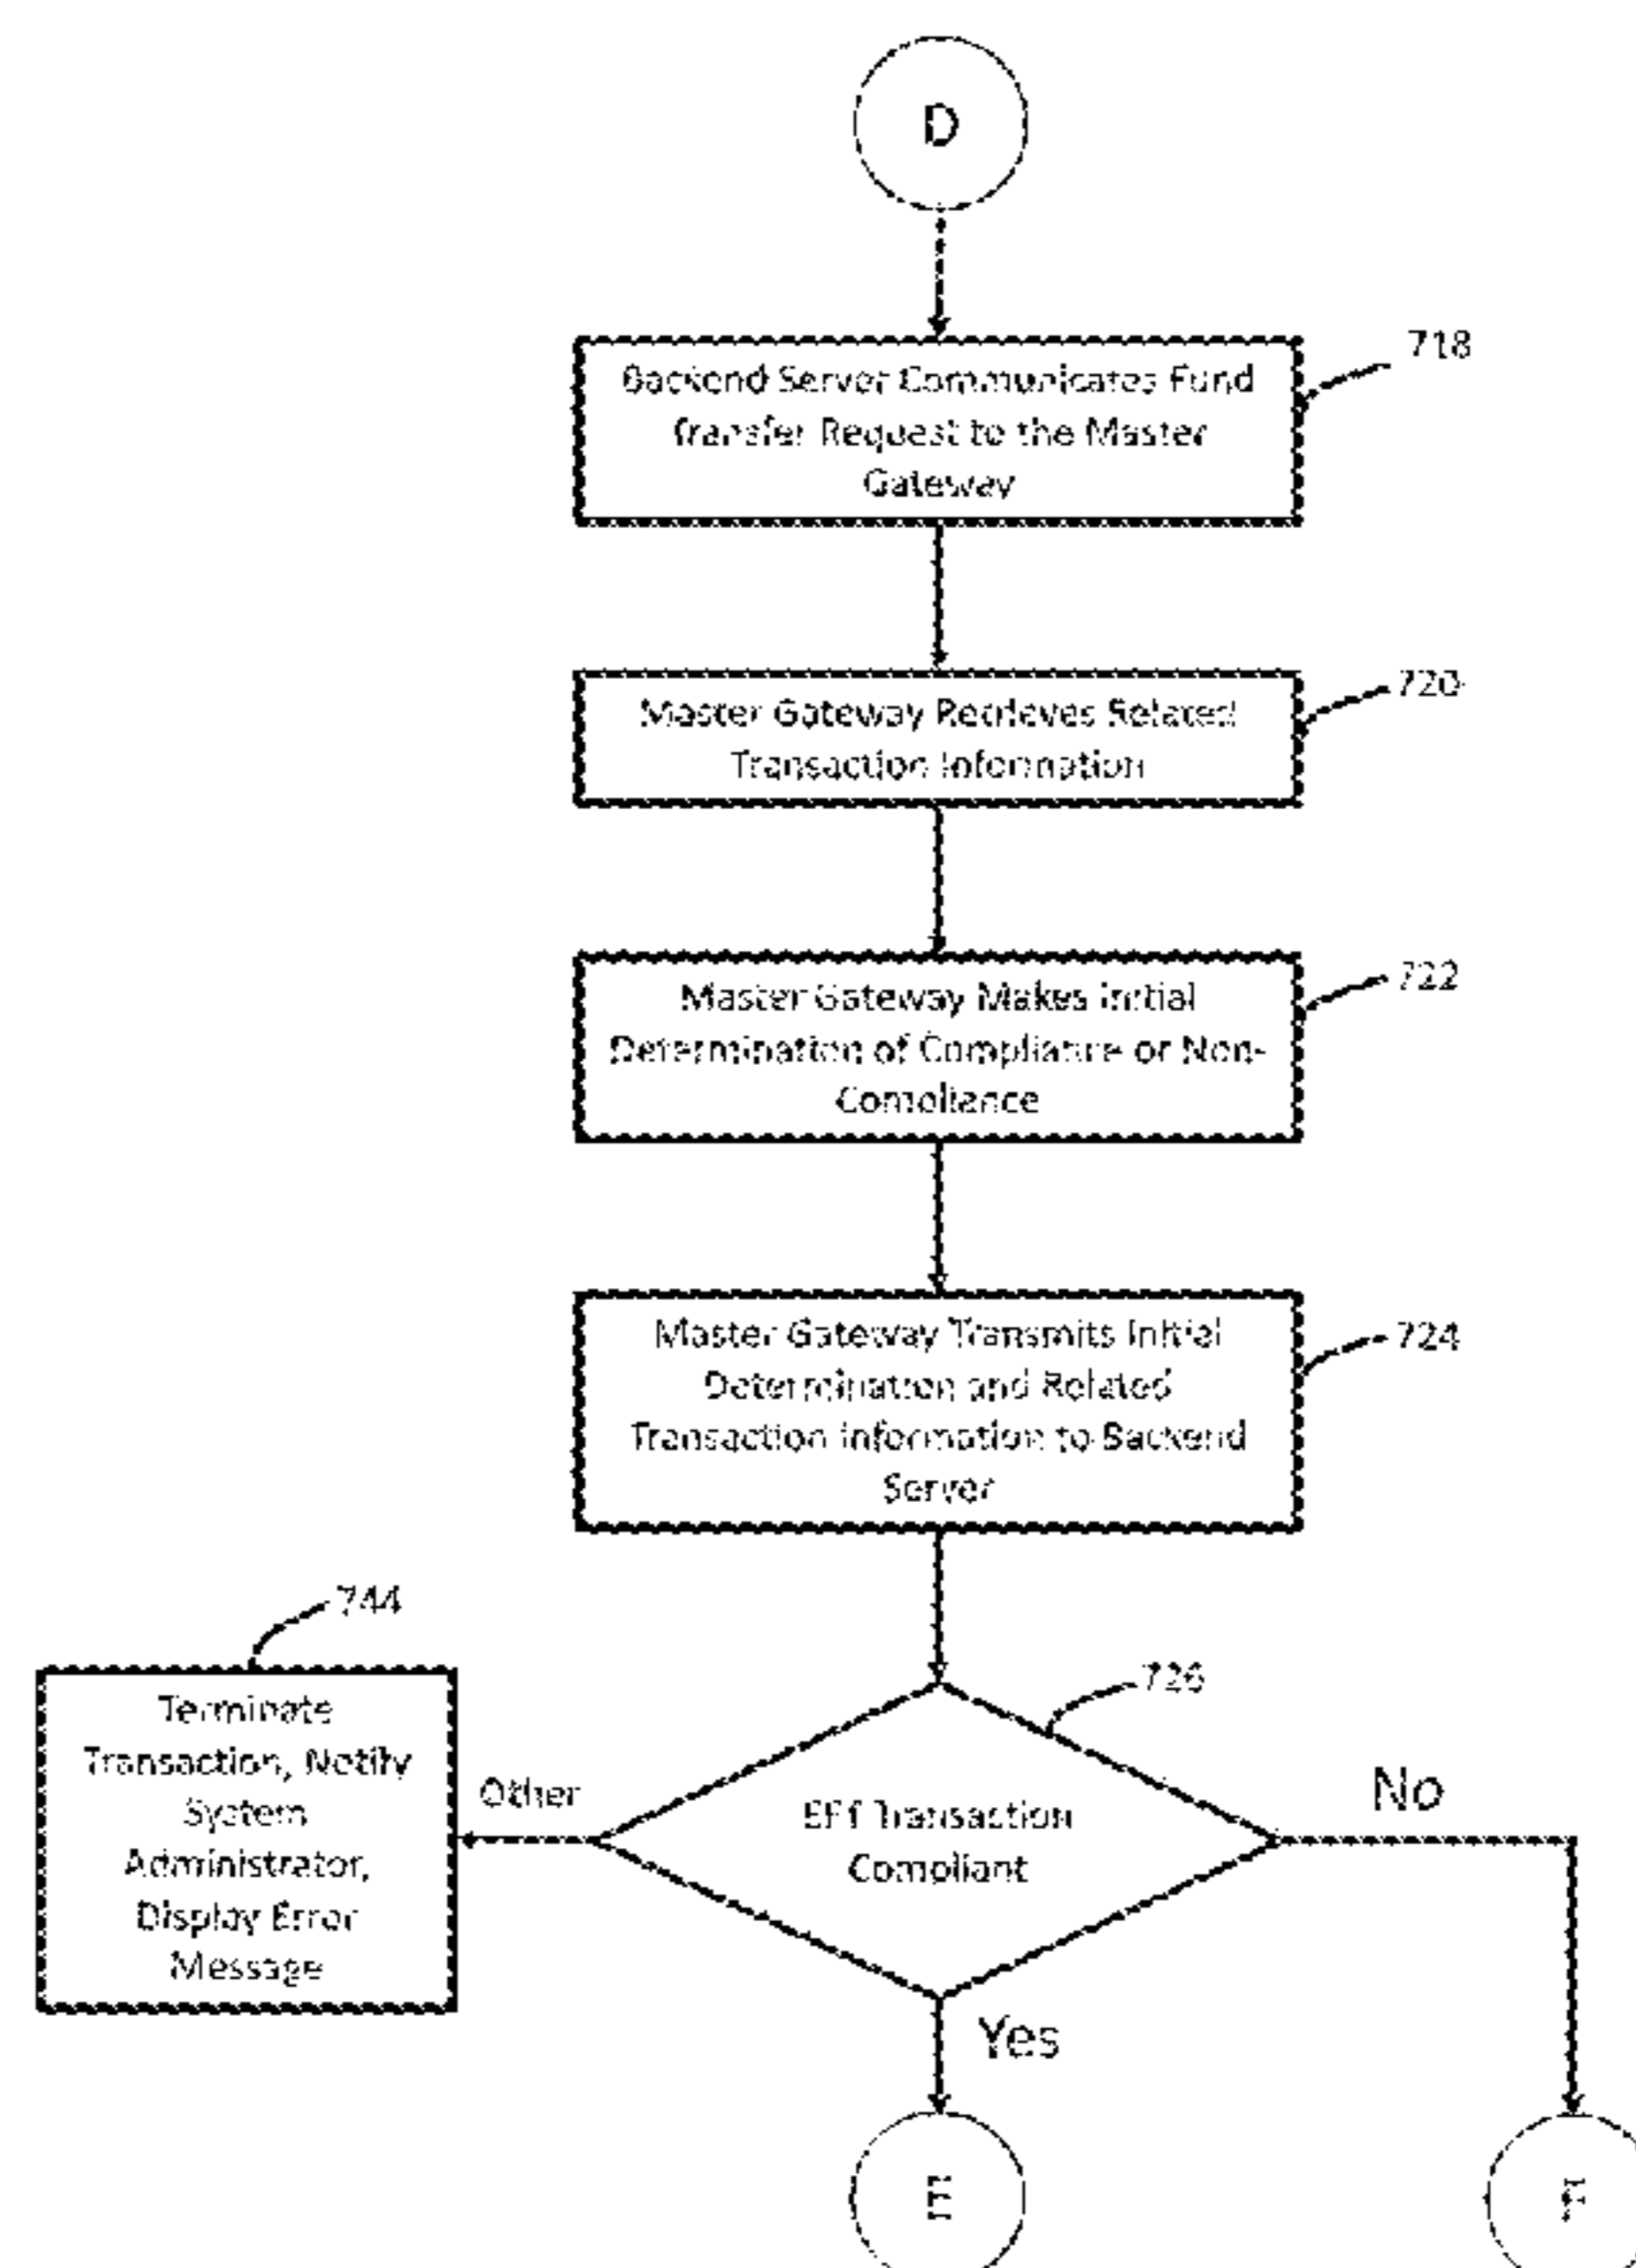 D
Backend Server Communicates Fund
Transfer Request to the Master
Gateway
718
Master Gateway Retrieves Related
Transaction Information
720
Master Gateway Makes Initial
Determination of Compliance or Non-
Compliance
722
Master Gateway Transmits Initial
Determination and Related
Transaction Information to Backend
Server
724
744
Terminate
Transaction, Notify
System
Administrator,
Display Error
Message
Other
726
EFT Transaction
Compliant
No
Yes
E
F